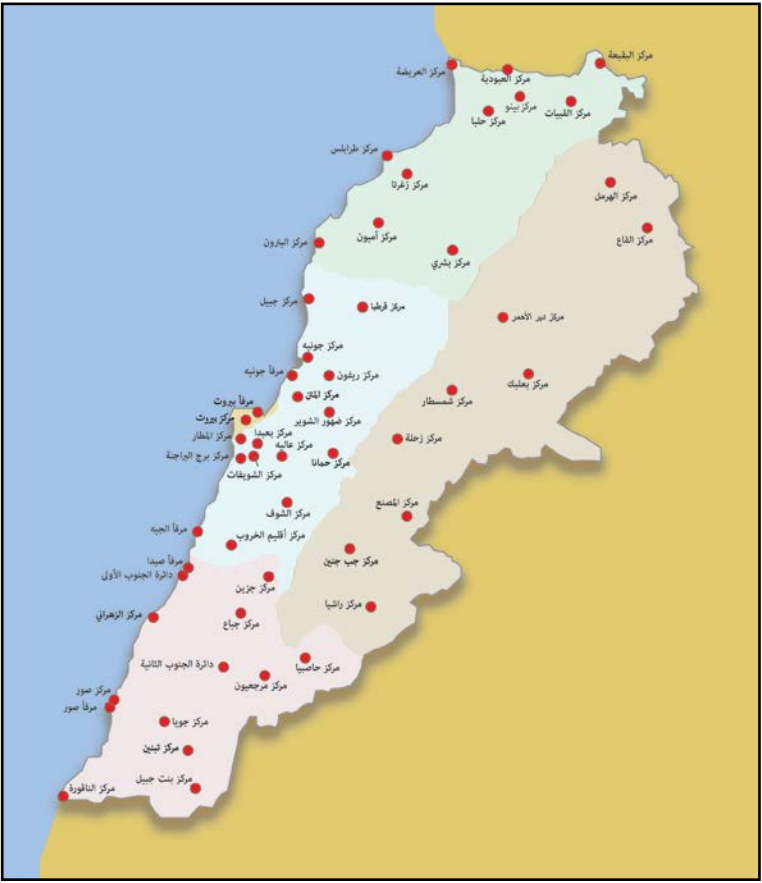 مركز البقيعة
مركز العريضة
مركز العبودية
مركز بينو
مركز القبيات
مركز حلبا
مركز طرابلس
مركز زغرتا
مركز الهرمل
مركز أميون
مركز القاع
مركز البارون
مركز بشري
مركز جبيل
مركز قرطبا
مركز دير الأحمر
مركز جونيه
مرفأ جونيه
مركز ريفون
مركز بعلبك
مركز المتن
مركز شمسطار
مرفأ بيروت
مركز بيروت
مركز ضهور الشوير
مركز المطار
مركز بعبدا
مركز عاليه
مركز زحلة
مركز برج البراجنة
مركز حمانا
مركز الشويفات
مركز الشوف
مركز المصنع
مرفأ الجيه
مركز أقليم الخروب
مركز جب جنين
مرفأ صيدا
دائرة الجنوب الأولى
مركز جزين
مركز راشيا
مركز الزهراني
مركز جباع
دائرة الجنوب الثانية
مركز حاصبيا
مركز مرجعيون
مركز صور
مرفأ صور
مركز جويا
مركز تبنين
مركز بنت جبيل
مركز الناقورة